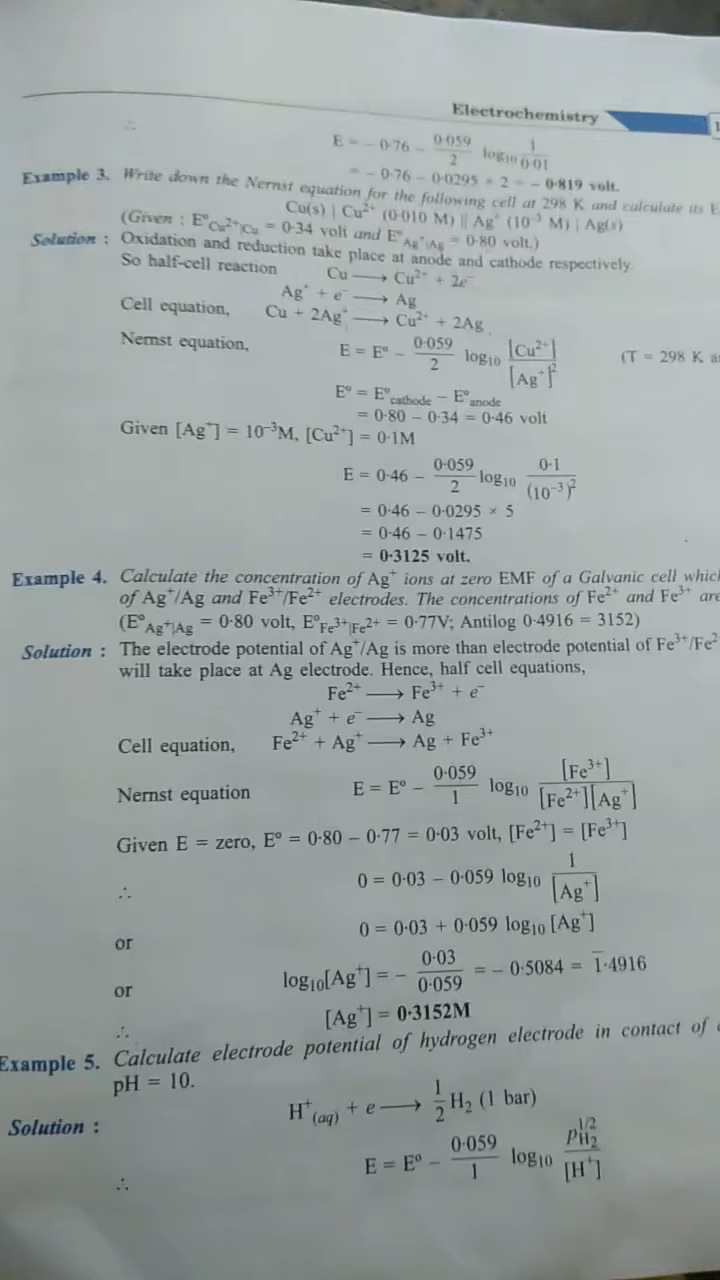 Electrochemistry
1
∴ E = – 0·76 – 0·059/2 log₁₀ 1/0·01
= – 0·76 – 0·0295 × 2 = – 0·819 volt.
Example 3. Write down the Nernst equation for the following cell at 298 K and calculate its E
Cu(s) | Cu²⁺ (0·010 M) || Ag⁺ (10⁻³ M) | Ag(s)
(Given : E°Cu²⁺|Cu = 0·34 volt and E°Ag⁺|Ag = 0·80 volt.)
Solution : Oxidation and reduction take place at anode and cathode respectively.
So half-cell reaction Cu ⟶ Cu²⁺ + 2e⁻
Ag⁺ + e⁻ ⟶ Ag
Cell equation, Cu + 2Ag⁺ ⟶ Cu²⁺ + 2Ag
Nernst equation, E = E° – 0·059/2 log₁₀ [Cu²⁺]/[Ag⁺]² (T = 298 K
E° = E°cathode – E°anode
= 0·80 – 0·34 = 0·46 volt
Given [Ag⁺] = 10⁻³M, [Cu²⁺] = 0·1M
E = 0·46 – 0·059/2 log₁₀ 0·1/(10⁻³)²
= 0·46 – 0·0295 × 5
= 0·46 – 0·1475
= 0·3125 volt.
Example 4. Calculate the concentration of Ag⁺ ions at zero EMF of a Galvanic cell
of Ag⁺/Ag and Fe³⁺/Fe²⁺ electrodes. The concentrations of Fe²⁺ and Fe³⁺ are
(E°Ag⁺|Ag = 0·80 volt, E°Fe³⁺|Fe²⁺ = 0·77V; Antilog 0·4916 = 3152)
Solution : The electrode potential of Ag⁺/Ag is more than electrode potential of Fe³⁺/Fe²
will take place at Ag electrode. Hence, half cell equations,
Fe²⁺ ⟶ Fe³⁺ + e⁻
Ag⁺ + e⁻ ⟶ Ag
Cell equation, Fe²⁺ + Ag⁺ ⟶ Ag + Fe³⁺
Nernst equation E = E° – 0·059/1 log₁₀ [Fe³⁺]/[Fe²⁺][Ag⁺]
Given E = zero, E° = 0·80 – 0·77 = 0·03 volt, [Fe²⁺] = [Fe³⁺]
∴ 0 = 0·03 – 0·059 log₁₀ 1/[Ag⁺]
or 0 = 0·03 + 0·059 log₁₀ [Ag⁺]
or log₁₀[Ag⁺] = – 0·03/0·059 = – 0·5084 = 1̄·4916
∴ [Ag⁺] = 0·3152M
Example 5. Calculate electrode potential of hydrogen electrode in contact of
pH = 10.
Solution : H⁺(aq) + e ⟶ 1/2 H₂ (1 bar)
∴ E = E° – 0·059/1 log₁₀ p½H₂/[H⁺]